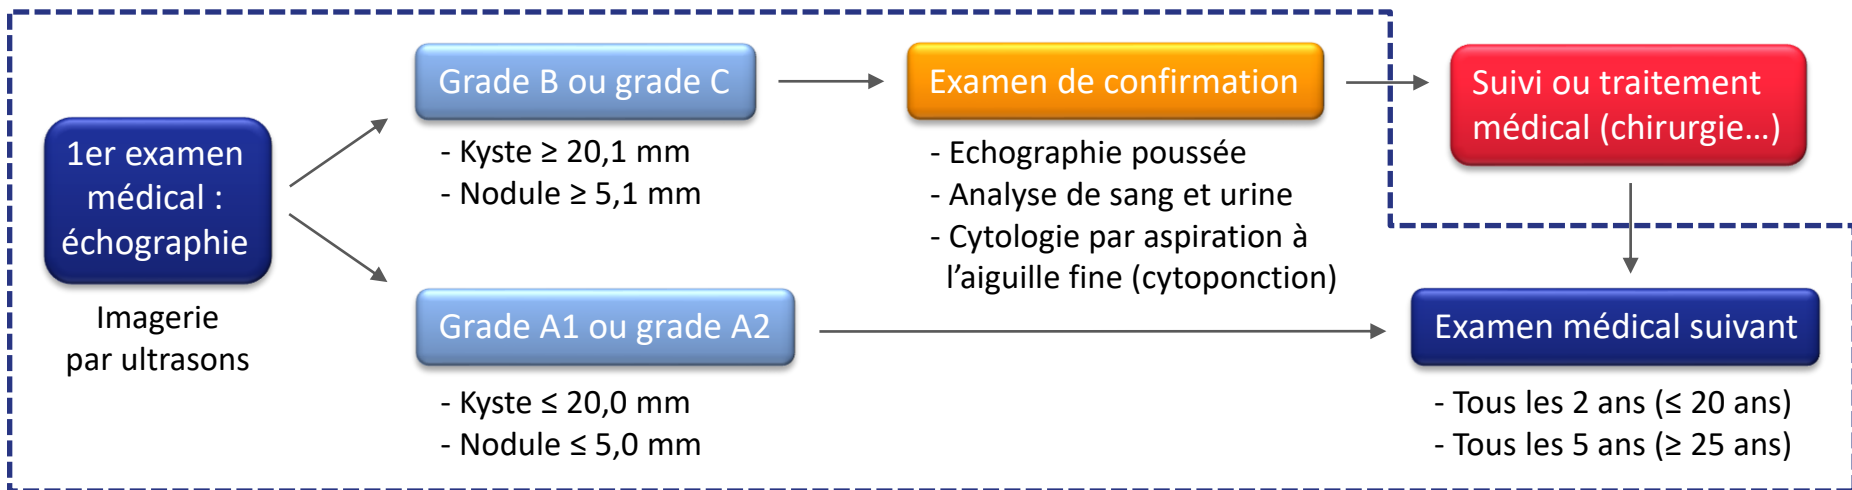 1er examen
médical :
échographie
Imagerie
par ultrasons
Grade B ou grade C
- Kyste ≥ 20,1 mm
- Nodule ≥ 5,1 mm
Grade A1 ou grade A2
- Kyste ≤ 20,0 mm
- Nodule ≤ 5,0 mm
Examen de confirmation
- Echographie poussée
- Analyse de sang et urine
- Cytologie par aspiration à
l’aiguille fine (cytoponction)
Suivi ou traitement
médical (chirurgie...)
Examen médical suivant
- Tous les 2 ans (≤ 20 ans)
- Tous les 5 ans (≥ 25 ans)